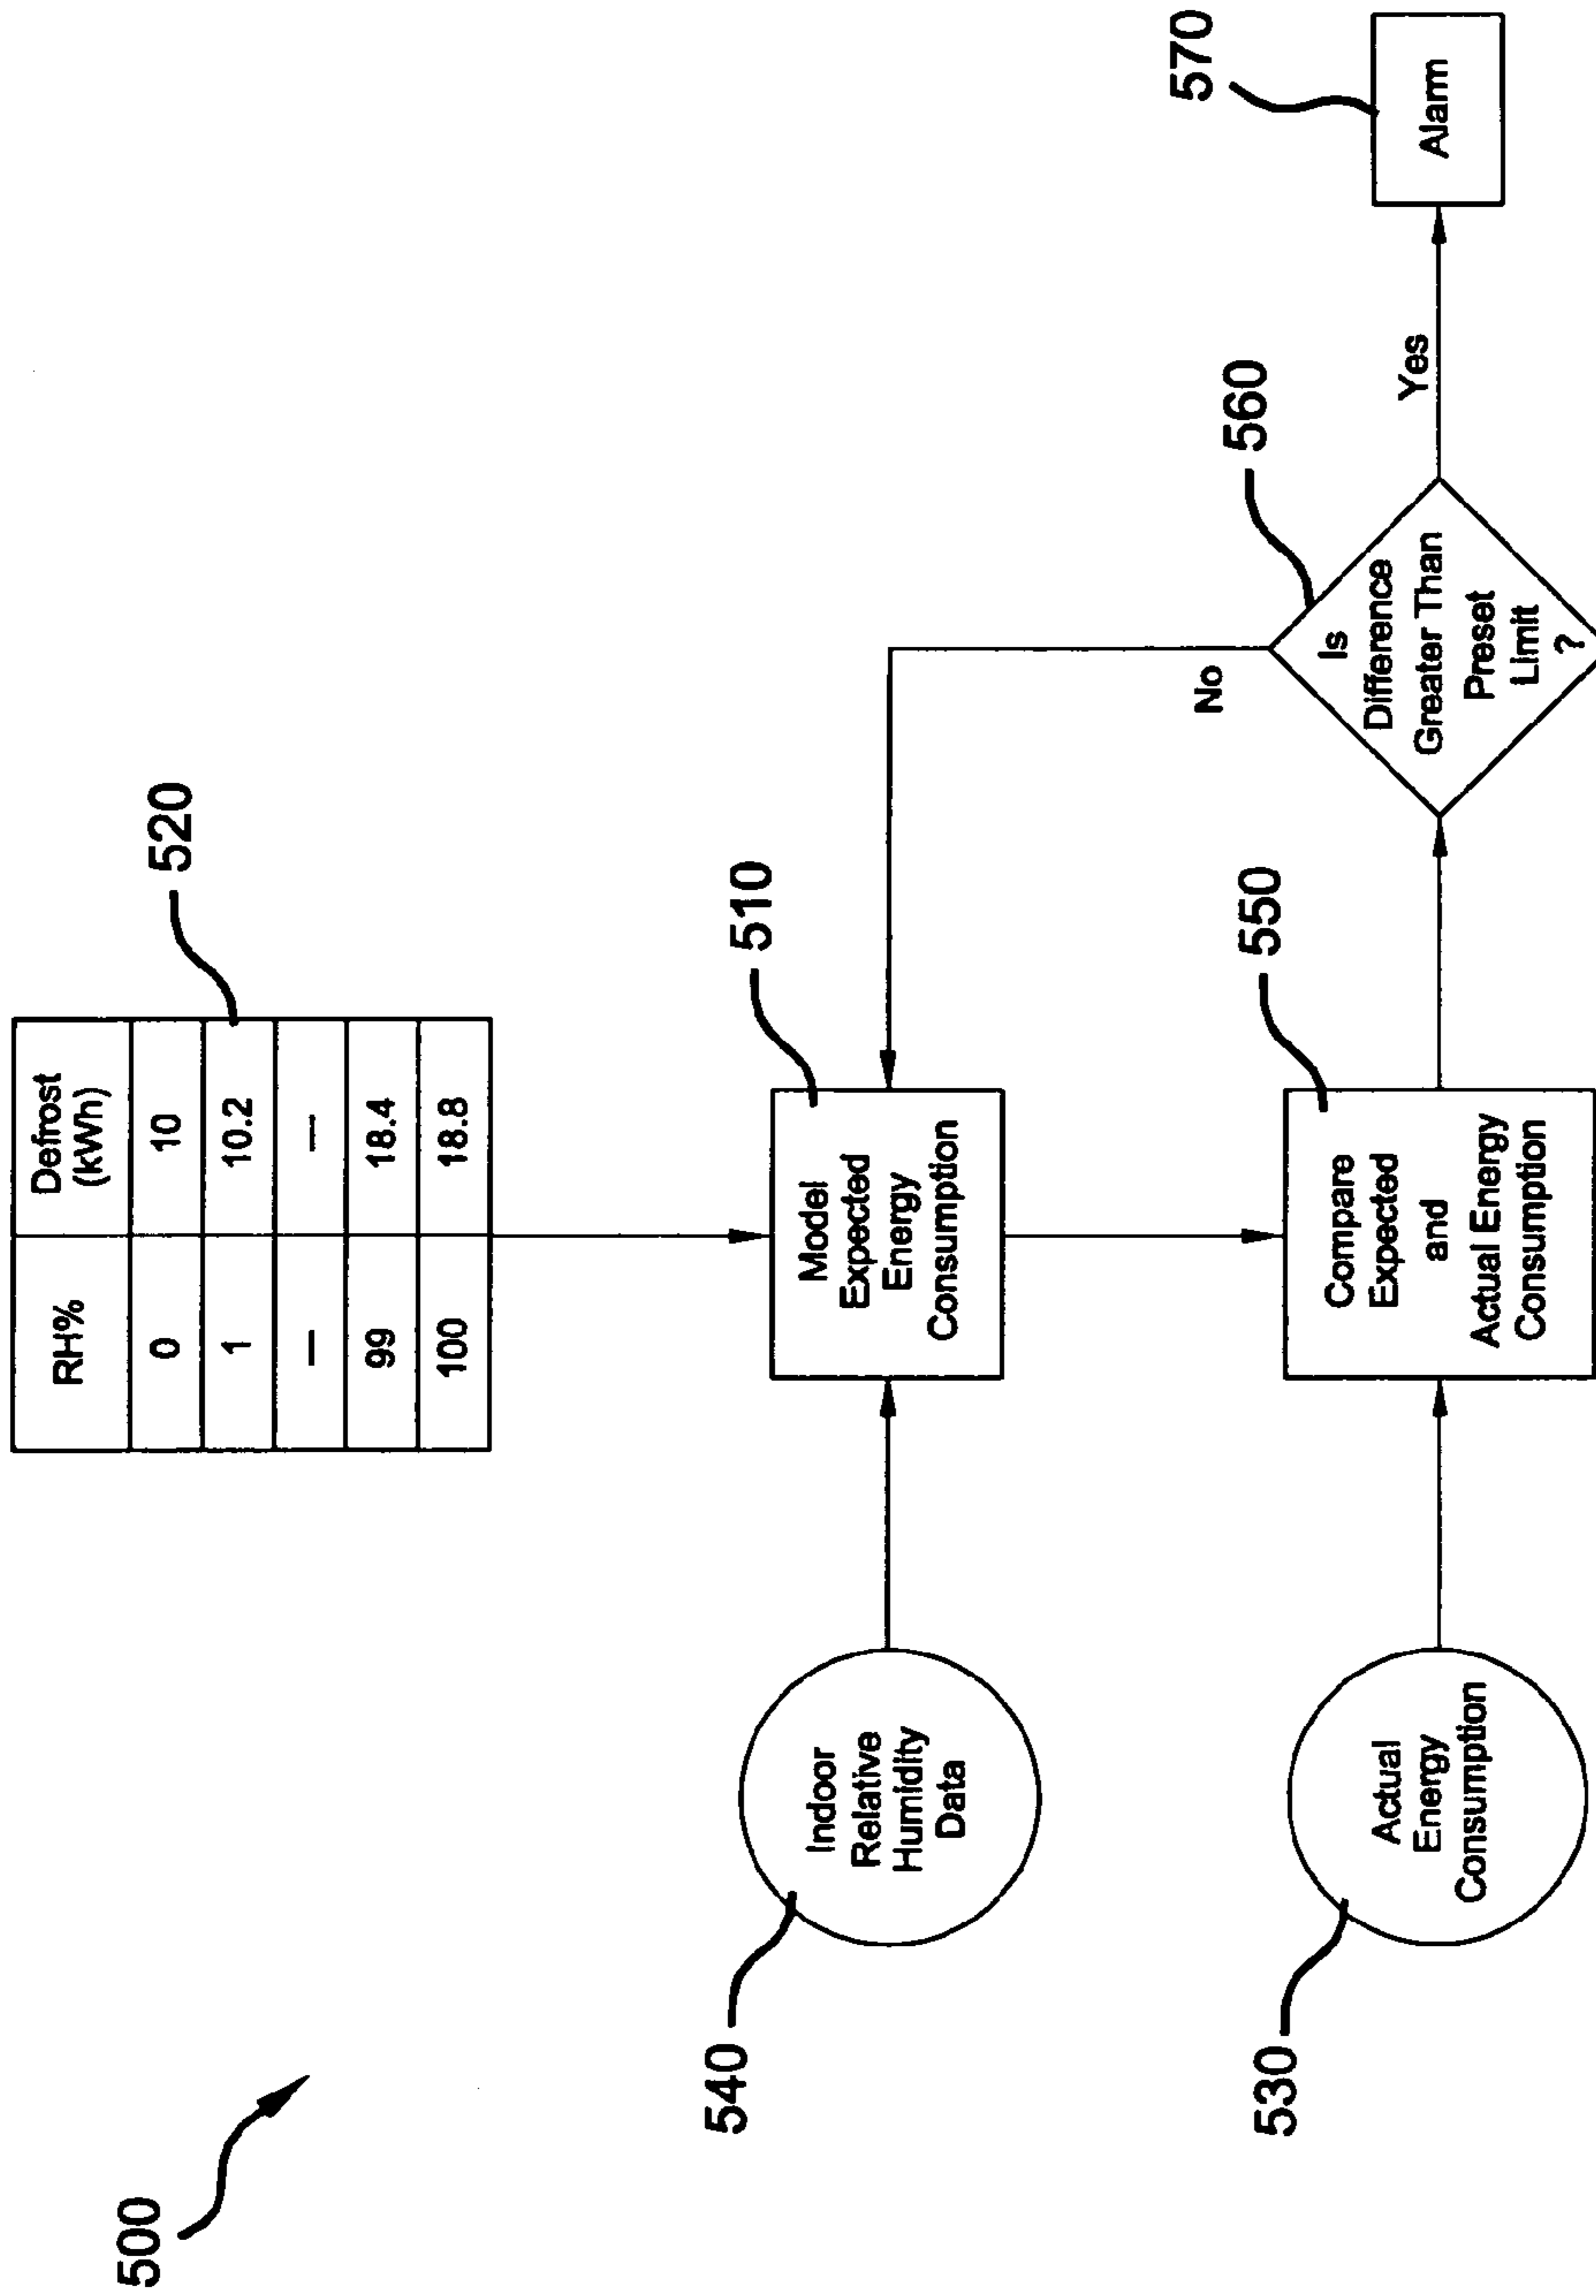 500
520
RH%
Defrost
(kWh)
0
10
1
10.2
—
—
99
18.4
100
18.8
540
Indoor
Relative
Humidity
Data
510
Model
Expected
Energy
Consumption
No
530
Actual
Energy
Consumption
550
Compare
Expected
and
Actual Energy
Consumption
560
Is
Difference
Greater Than
Preset
Limit
?
Yes
570
Alarm